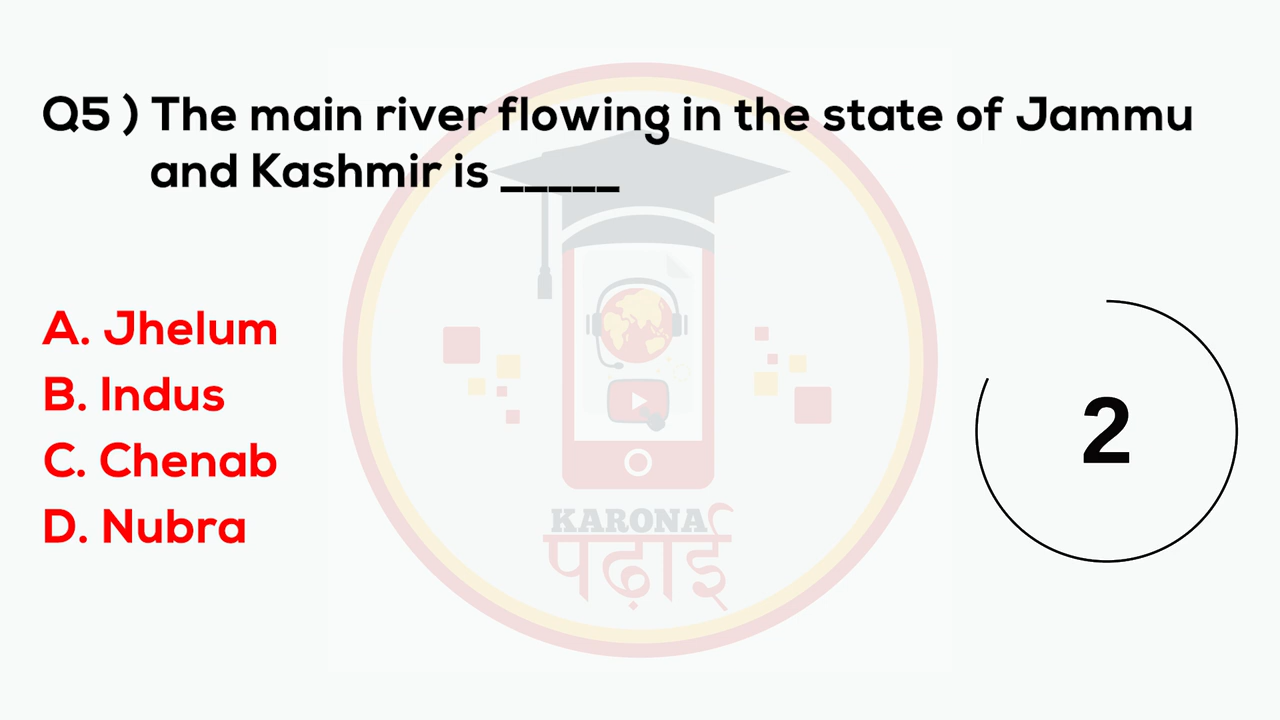 Q5 ) The main river flowing in the state of Jammu
and Kashmir is _____
A. Jhelum
B. Indus
C. Chenab
D. Nubra
2
KARONA
पढ़ाई